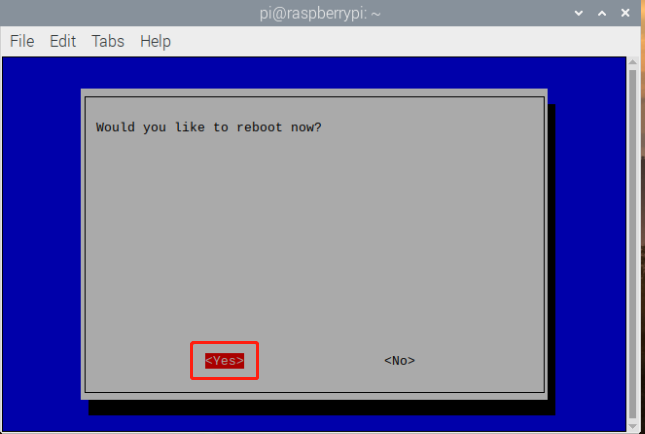 pi@raspberrypi: ~
File Edit Tabs Help
Would you like to reboot now?
<Yes> <No>